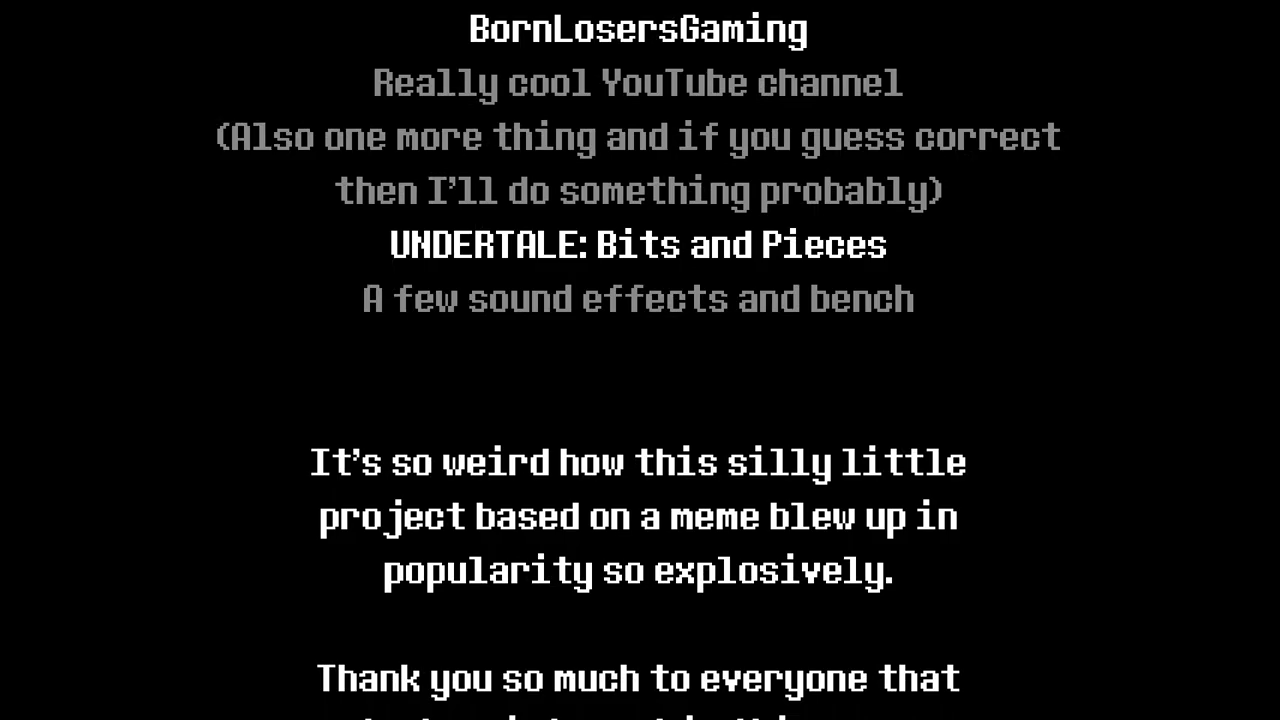 BornLosersGaming
Really cool YouTube channel
(Also one more thing and if you guess correct
then I'll do something probably)
UNDERTALE: Bits and Pieces
A few sound effects and bench
It's so weird how this silly little
project based on a meme blew up in
popularity so explosively.
Thank you so much to everyone that